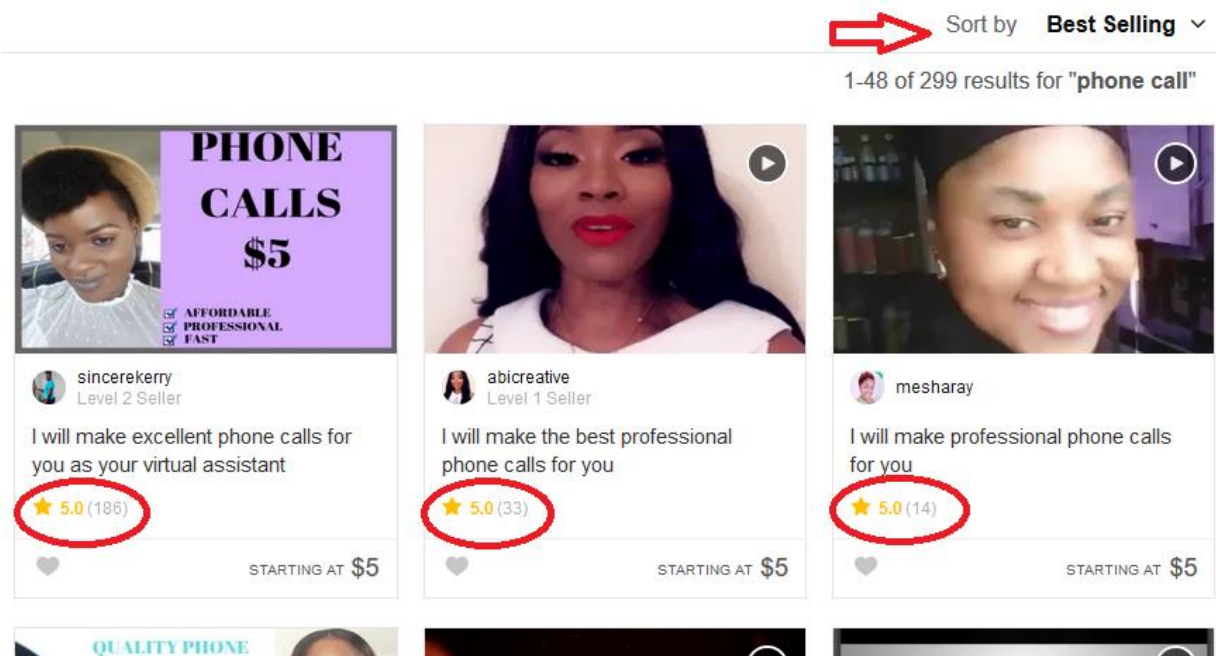 Sort by Best Selling
1-48 of 299 results for "phone call"
PHONE
CALLS
$5
AFFORDABLE
PROFESSIONAL
FAST
sincerekerry
Level 2 Seller
I will make excellent phone calls for
you as your virtual assistant
5.0 (186)
STARTING AT $5
abicreative
Level 1 Seller
I will make the best professional
phone calls for you
5.0 (33)
STARTING AT $5
mesharay
I will make professional phone calls
for you
5.0 (14)
STARTING AT $5
QUALITY PHONE